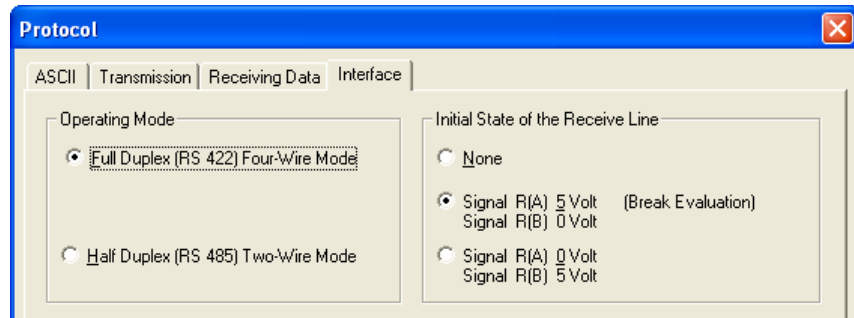 Protocol
ASCII Transmission Receiving Data Interface
Operating Mode
Full Duplex (RS 422) Four-Wire Mode
Half Duplex (RS 485) Two-Wire Mode
Initial State of the Receive Line
None
Signal R(A) 5 Volt (Break Evaluation)
Signal R(B) 0 Volt
Signal R(A) 0 Volt
Signal R(B) 5 Volt